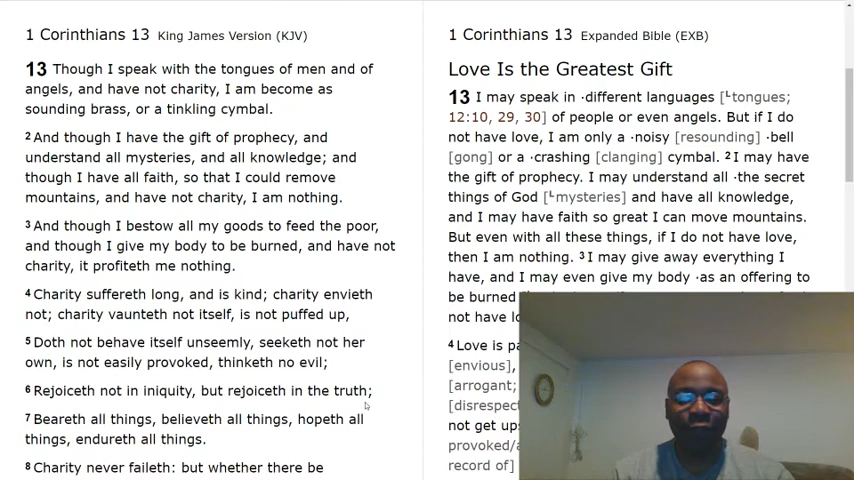 1 Corinthians 13 King James Version (KJV)
13 Though I speak with the tongues of men and of
angels, and have not charity, I am become as
sounding brass, or a tinkling cymbal.
2 And though I have the gift of prophecy, and
understand all mysteries, and all knowledge; and
though I have all faith, so that I could remove
mountains, and have not charity, I am nothing.
3 And though I bestow all my goods to feed the poor,
and though I give my body to be burned, and have not
charity, it profiteth me nothing.
4 Charity suffereth long, and is kind; charity envieth
not; charity vaunteth not itself, is not puffed up,
5 Doth not behave itself unseemly, seeketh not her
own, is not easily provoked, thinketh no evil;
6 Rejoiceth not in iniquity, but rejoiceth in the truth;
7 Beareth all things, believeth all things, hopeth all
things, endureth all things.
8 Charity never faileth: but whether there be
1 Corinthians 13 Expanded Bible (EXB)
Love Is the Greatest Gift
13 I may speak in ·different languages [└tongues;
12:10, 29, 30] of people or even angels. But if I do
not have love, I am only a ·noisy [resounding] ·bell
[gong] or a ·crashing [clanging] cymbal. 2 I may have
the gift of prophecy. I may understand all ·the secret
things of God [└mysteries] and have all knowledge,
and I may have faith so great I can move mountains.
But even with all these things, if I do not have love,
then I am nothing. 3 I may give away everything I
have, and I may even give my body ·as an offering to
be burned
not have lo
4 Love is pa
[envious],
[arrogant;
[disrespect
not get ups
provoked/a
record of]